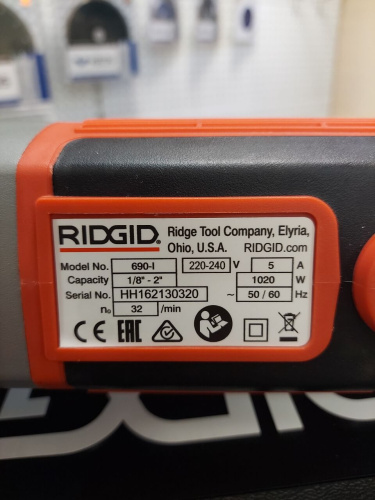 RIDGID. Ridge Tool Company, Elyria,
Ohio, U.S.A. RIDGID.com
Model No. 690-I 220-240 V 5 A
Capacity 1/8" - 2" 1020 W
Serial No. HH162130320 ~ 50 / 60 Hz
n₀ 32 /min
CE EAC